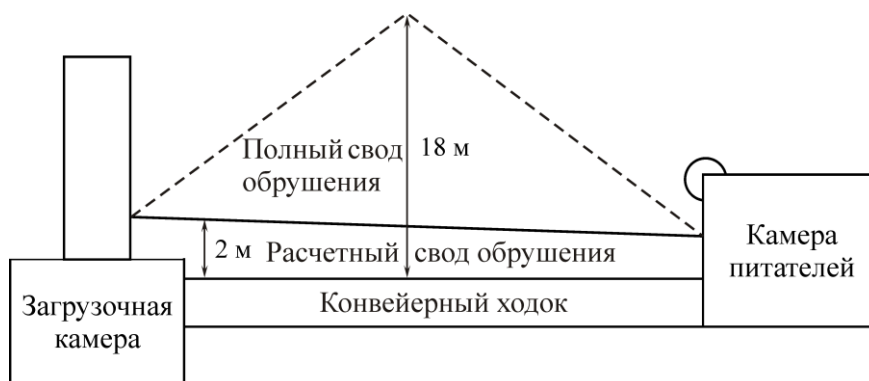 Полный свод
обрушения
18 м
2 м
Расчетный свод обрушения
Камера
питателей
Загрузочная
камера
Конвейерный ходок